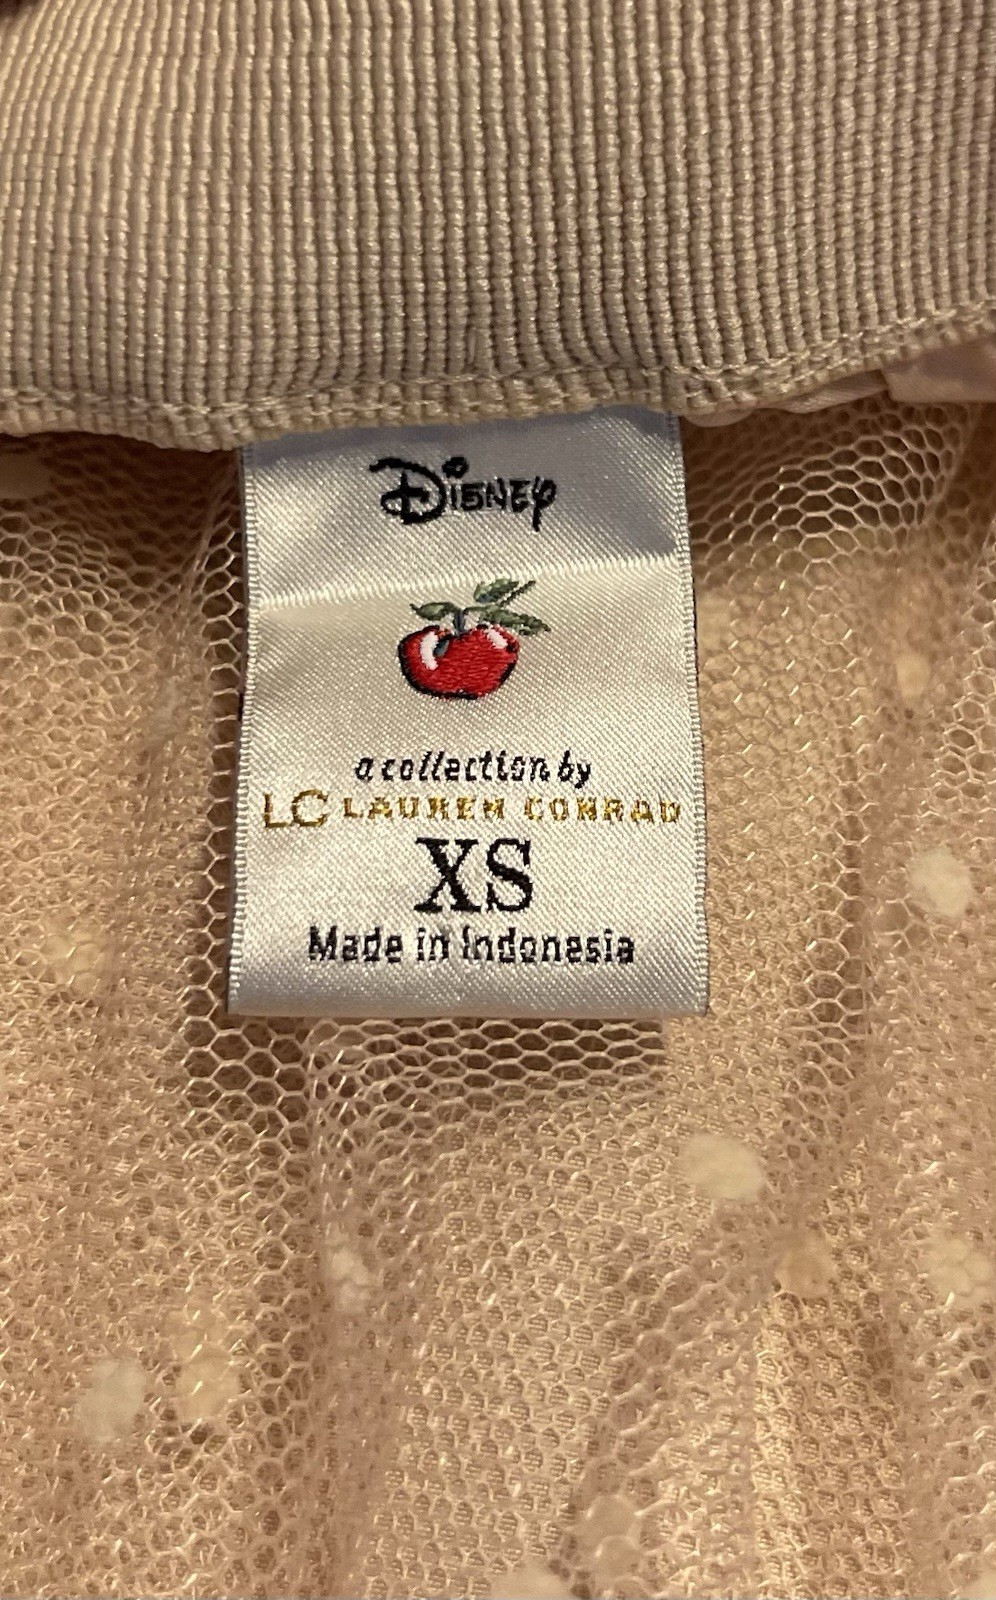 Disney
a collection by
LC LAUREN CONRAD
XS
Made in Indonesia